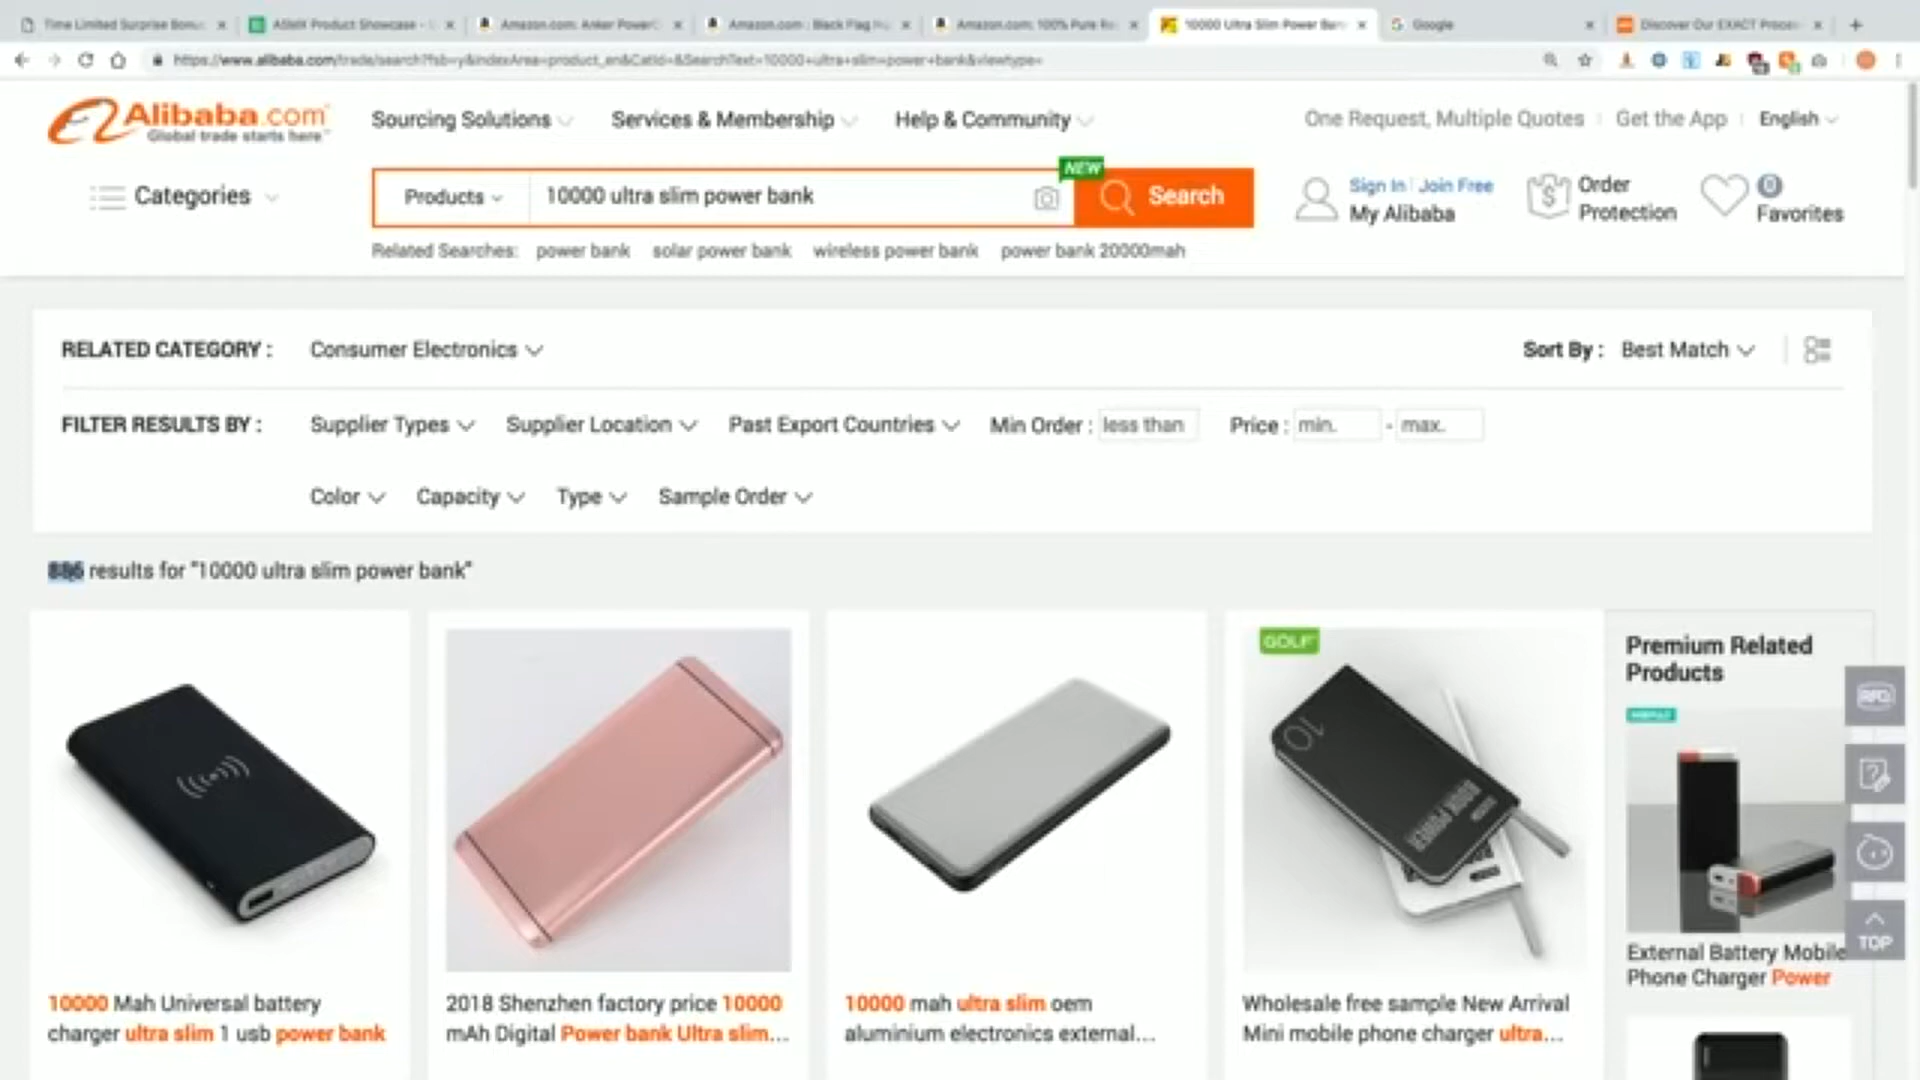 Time Limited Surprise Bonu
ASMX Product Showcase -
Amazon.com: Anker PowerC
Amazon.com : Black Flag
Amazon.com: 100% Pure
10000 Ultra Slim Power Ban
Google
Discover Our EXACT Proces
https://www.alibaba.com/trade/search?fsb=y&IndexArea=product_en&CatId=&SearchText=10000+ultra+slim+power+bank&viewtype=
Alibaba.com
Global trade starts here
Sourcing Solutions
Services & Membership
Help & Community
One Request, Multiple Quotes
Get the App
English
Categories
Products
10000 ultra slim power bank
NEW
Search
Sign In
Join Free
My Alibaba
Order
Protection
0
Favorites
Related Searches: power bank solar power bank wireless power bank power bank 20000mah
RELATED CATEGORY :
Consumer Electronics
Sort By : Best Match
FILTER RESULTS BY :
Supplier Types
Supplier Location
Past Export Countries
Min Order : less than
Price : min. - max.
Color
Capacity
Type
Sample Order
886 results for "10000 ultra slim power bank"
GOLF
10
Premium Related
Products
RFQ
TOP
External Battery Mobile
Phone Charger Power
10000 Mah Universal battery
charger ultra slim 1 usb power bank
2018 Shenzhen factory price 10000
mAh Digital Power bank Ultra slim...
10000 mah ultra slim oem
aluminium electronics external...
Wholesale free sample New Arrival
Mini mobile phone charger ultra...